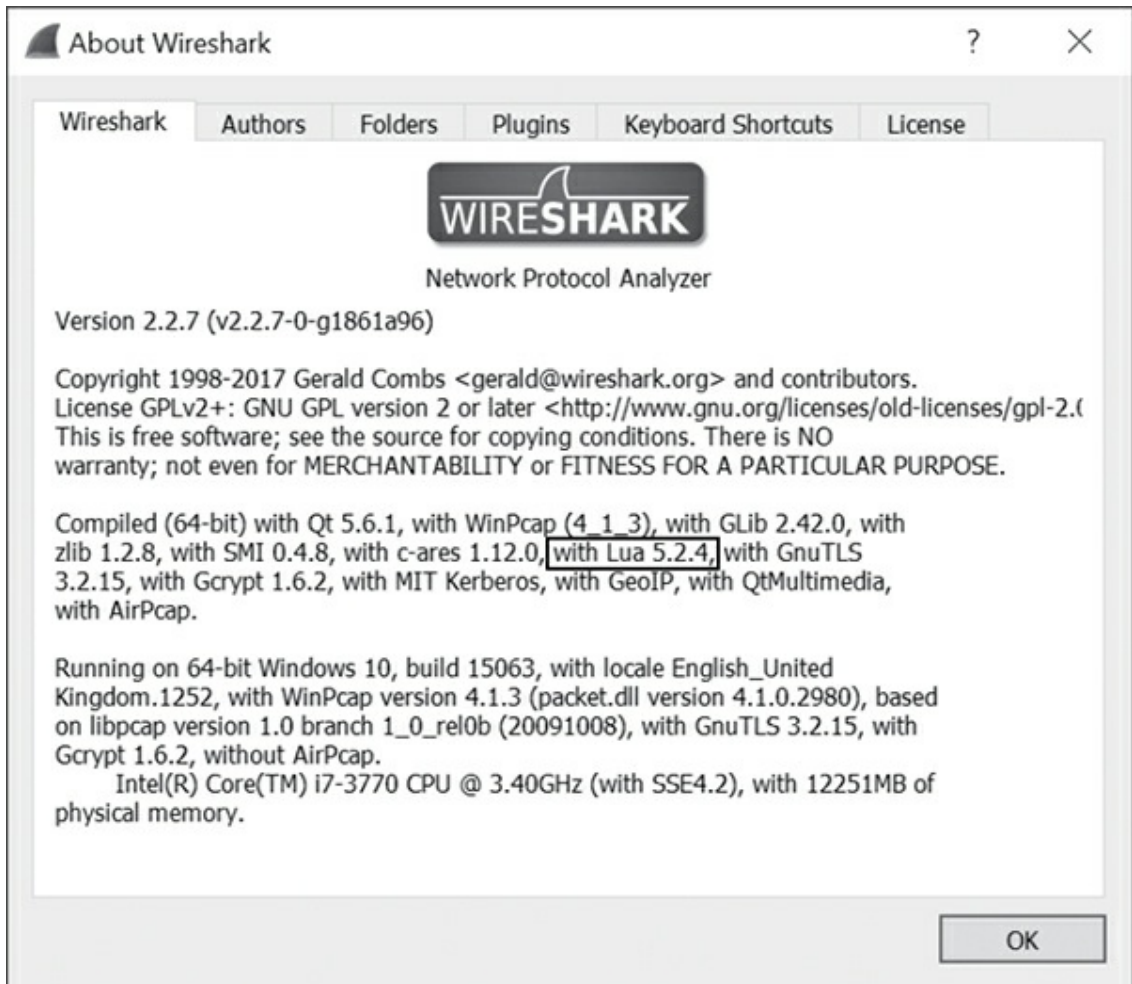 About Wireshark
?
Wireshark
Authors
Folders
Plugins
Keyboard Shortcuts
License
WIRESHARK
Network Protocol Analyzer
Version 2.2.7 (v2.2.7-0-g1861a96)
Copyright 1998-2017 Gerald Combs <gerald@wireshark.org> and contributors.
License GPLv2+: GNU GPL version 2 or later <http://www.gnu.org/licenses/old-licenses/gpl-2.(
This is free software; see the source for copying conditions. There is NO
warranty; not even for MERCHANTABILITY or FITNESS FOR A PARTICULAR PURPOSE.
Compiled (64-bit) with Qt 5.6.1, with WinPcap (4_1_3), with GLib 2.42.0, with
zlib 1.2.8, with SMI 0.4.8, with c-ares 1.12.0, with Lua 5.2.4, with GnuTLS
3.2.15, with Gcrypt 1.6.2, with MIT Kerberos, with GeoIP, with QtMultimedia,
with AirPcap.
Running on 64-bit Windows 10, build 15063, with locale English_United
Kingdom.1252, with WinPcap version 4.1.3 (packet.dll version 4.1.0.2980), based
on libpcap version 1.0 branch 1_0_rel0b (20091008), with GnuTLS 3.2.15, with
Gcrypt 1.6.2, without AirPcap.
Intel(R) Core(TM) i7-3770 CPU @ 3.40GHz (with SSE4.2), with 12251MB of
physical memory.
OK